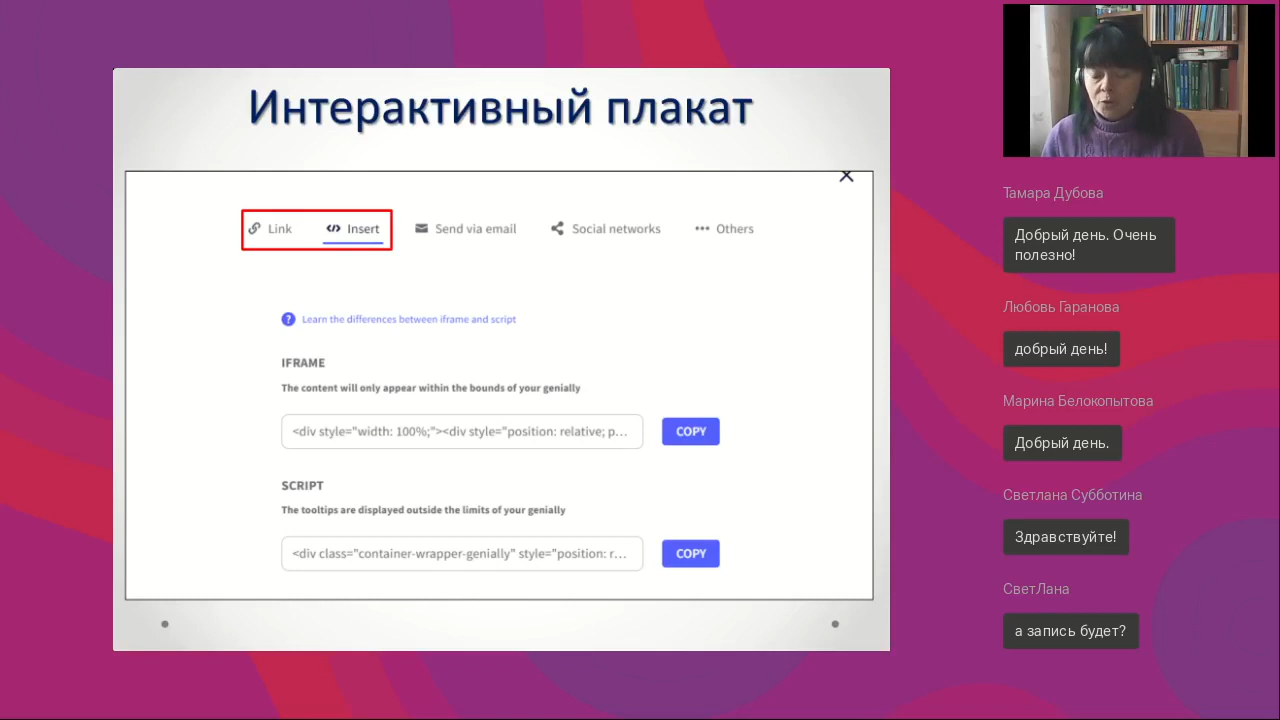 Интерактивный плакат
Link
Insert
Send via email
Social networks
Others
Learn the differences between iframe and script
IFRAME
The content will only appear within the bounds of your genially
<div style="width: 100%;"><div style="position: relative; p...
COPY
SCRIPT
The tooltips are displayed outside the limits of your genially
<div class="container-wrapper-genially" style="position: r...
COPY
Тамара Дубова
Добрый день. Очень
полезно!
Любовь Гаранова
добрый день!
Марина Белокопытова
Добрый день.
Светлана Субботина
Здравствуйте!
СветЛана
а запись будет?